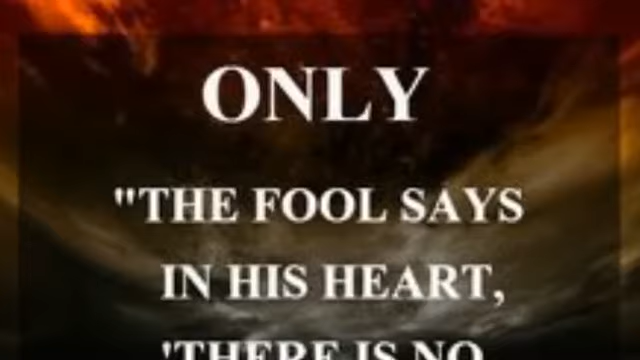 ONLY
"THE FOOL SAYS
IN HIS HEART,
'THERE IS NO